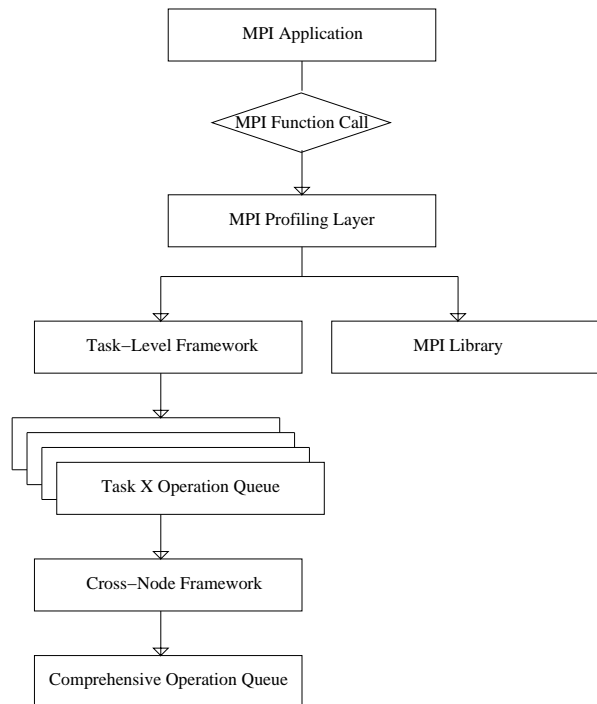 MPI Application
MPI Function Call
MPI Profiling Layer
Task−Level Framework
MPI Library
Task X Operation Queue
Cross−Node Framework
Comprehensive Operation Queue